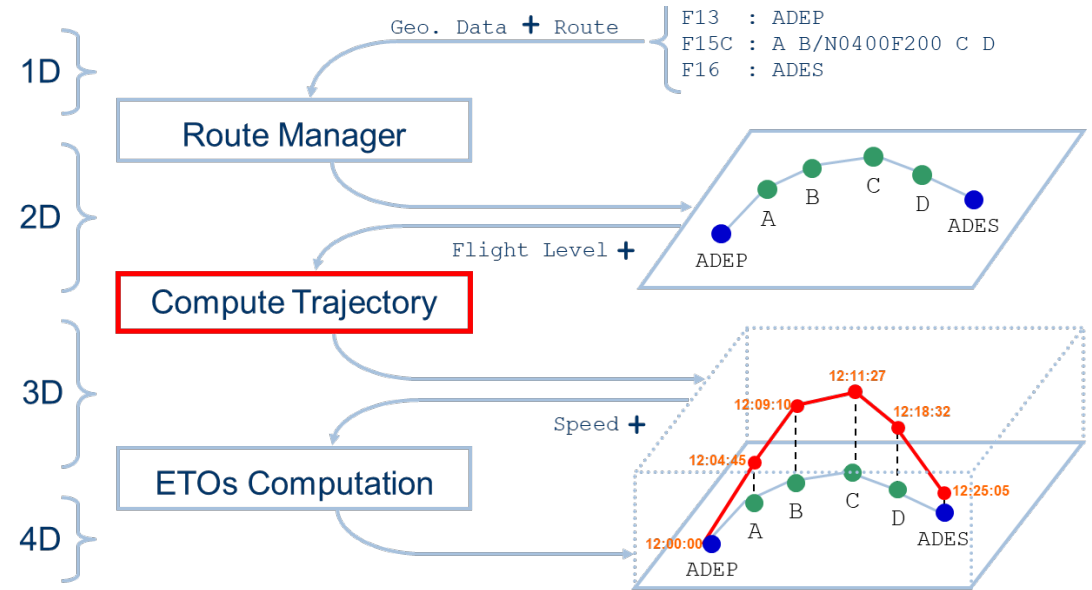 Geo. Data + Route
F13 : ADEP
F15C : A B/N0400F200 C D
F16 : ADES
1D
Route Manager
2D
A
B
C
D
ADES
ADEP
Flight Level +
Compute Trajectory
3D
Speed +
12:11:27
12:09:10
12:18:32
12:04:45
12:25:05
12:00:00
A
B
C
D
ADES
ADEP
ETOs Computation
4D